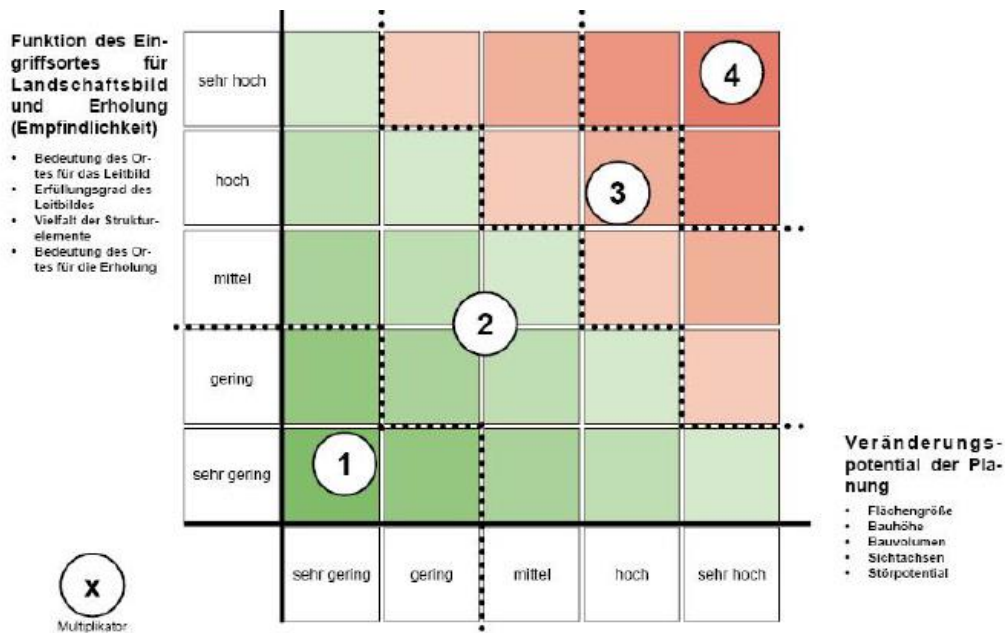 Funktion des Ein-
griffsortes für
Landschaftsbild
und Erholung
(Empfindlichkeit)
• Bedeutung des Or-
tes für das Leitbild
• Erfüllungsgrad des
Leitbildes
• Vielfalt der Struktur-
elemente
• Bedeutung des Or-
tes für die Erholung
sehr hoch
4
hoch
3
mittel
2
gering
sehr gering
1
Veränderungs-
potential der Pla-
nung
• Flächengröße
• Bauhöhe
• Bauvolumen
• Sichtachsen
• Störpotential
sehr gering
gering
mittel
hoch
sehr hoch
x
Multiplikator